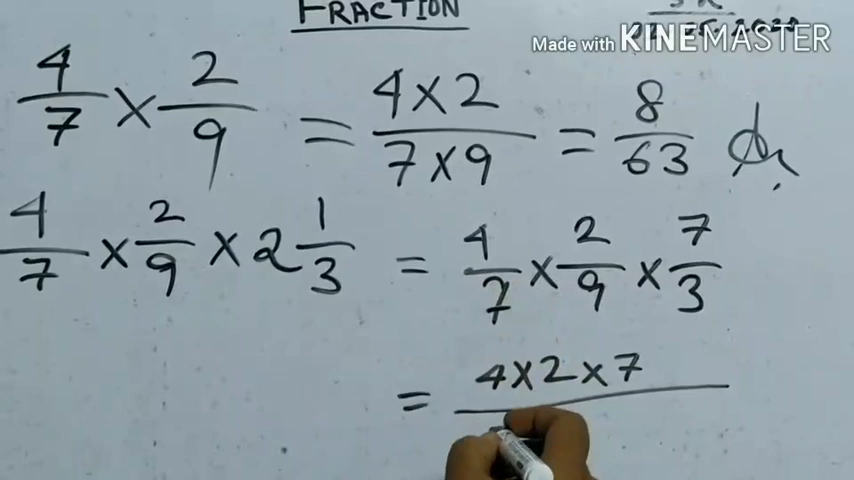 FRACTION
Made with KINEMASTER
4/7 × 2/9 = 4×2/7×9 = 8/63
4/7 × 2/9 × 2 1/3 = 4/7 × 2/9 × 7/3
= 4×2×7